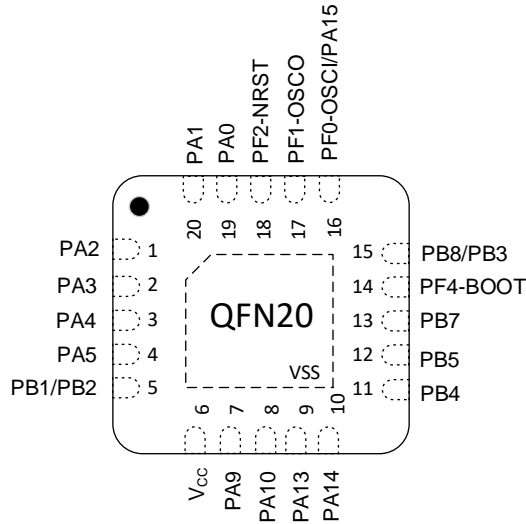 PA1
PA0
PF2-NRST
PF1-OSCO
PF0-OSCI/PA15
20
19
18
17
16
PA2 1
PA3 2
PA4 3
PA5 4
PB1/PB2 5
15 PB8/PB3
14 PF4-BOOT
13 PB7
12 PB5
11 PB4
QFN20
VSS
6
7
8
9
10
Vcc
PA9
PA10
PA13
PA14